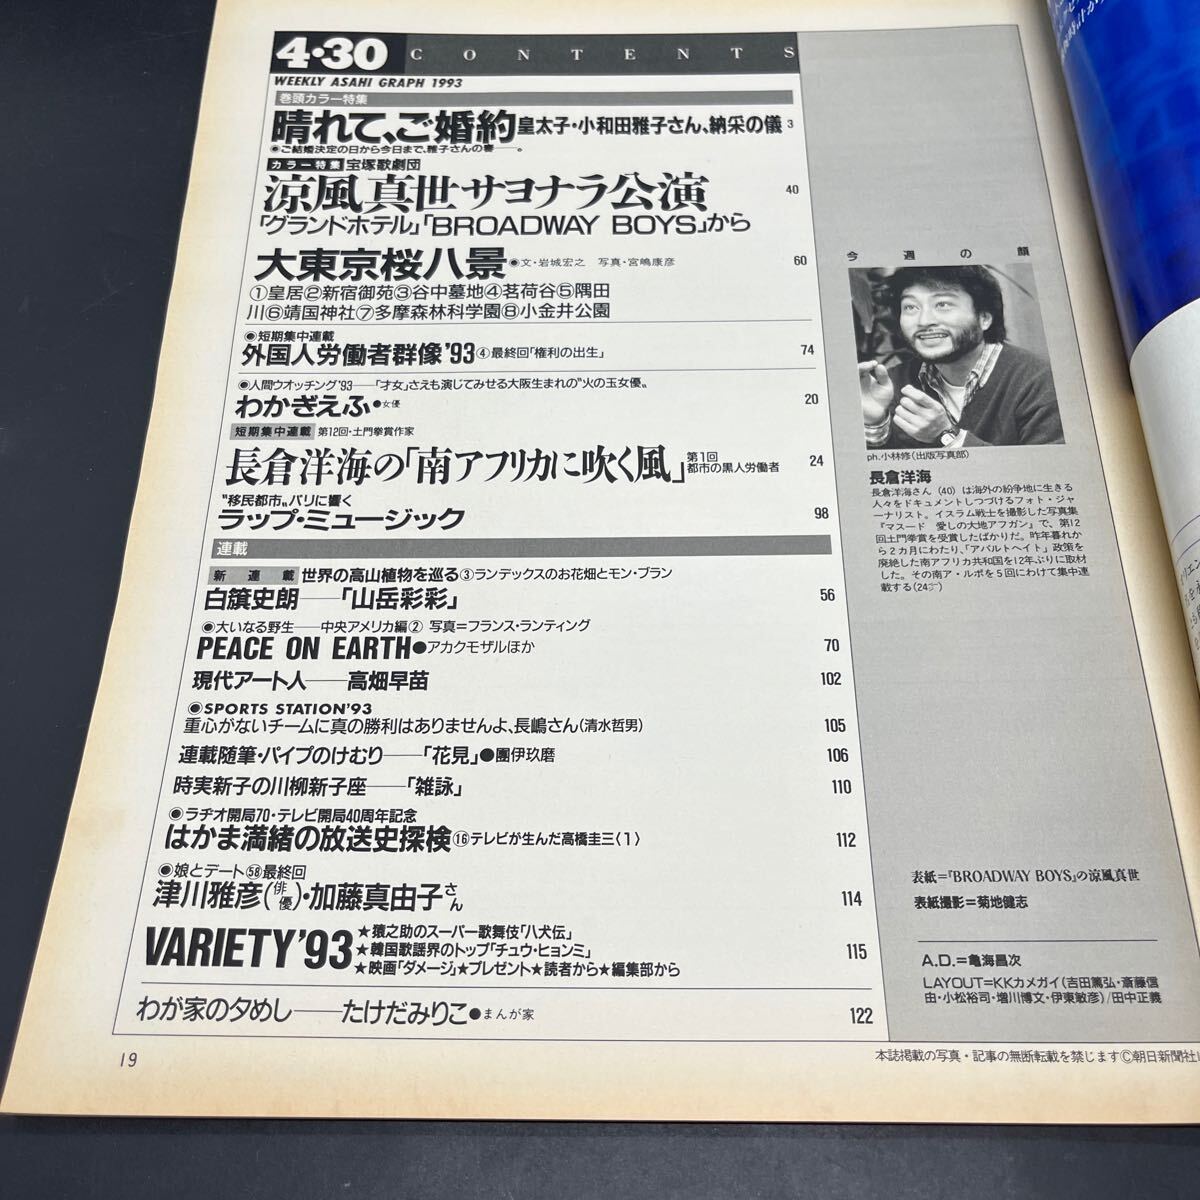 4・30 CONTENTS
WEEKLY ASAHI GRAPH 1993
巻頭カラー特集
晴れて、ご婚約 皇太子・小和田雅子さん、納采の儀 3
●ご結婚決定の日から今日まで、雅子さんの春──。
カラー特集 宝塚歌劇団
涼風真世サヨナラ公演 40
「グランドホテル」「BROADWAY BOYS」から
大東京桜八景 ◉文・岩城宏之 写真・宮嶋康彦 60
①皇居②新宿御苑③谷中墓地④茗荷谷⑤隅田
川⑥靖国神社⑦多摩森林科学園⑧小金井公園
◉短期集中連載
外国人労働者群像'93 ④最終回「権利の出生」 74
◉人間ウオッチング'93──「才女」さえも演じてみせる大阪生まれの〝火の玉女優〟
わかぎえふ●女優 20
短期集中連載 第12回・土門拳賞作家
長倉洋海の「南アフリカに吹く風」 第1回 都市の黒人労働者 24
〝移民都市〟パリに響く
ラップ・ミュージック 98
連載
新連載 世界の高山植物を巡る③ランデックスのお花畑とモン・ブラン
白籏史朗──「山岳彩彩」 56
◉大いなる野生──中央アメリカ編② 写真=フランス・ランティング
PEACE ON EARTH●アカクモザルほか 70
現代アート人──高畑早苗 102
◉SPORTS STATION'93
重心がないチームに真の勝利はありませんよ、長嶋さん(清水哲男) 105
連載随筆・パイプのけむり──「花見」●團伊玖磨 106
時実新子の川柳新子座──「雑詠」 110
◉ラヂオ開局70・テレビ開局40周年記念
はかま満緒の放送史探検⑯テレビが生んだ高橋圭三〈1〉 112
◉娘とデート㊽最終回
津川雅彦(俳優)・加藤真由子さん 114
VARIETY'93 115
★猿之助のスーパー歌舞伎「八犬伝」
★韓国歌謡界のトップ「チュウ・ヒョンミ」
★映画「ダメージ」★プレゼント★読者から★編集部から
わが家の夕めし──たけだみりこ●まんが家 122
19
今週の顔
ph.小林修(出版写真部)
長倉洋海
長倉洋海さん(40)は海外の紛争地に生きる
人々をドキュメントしつづけるフォト・ジャ
ーナリスト。イスラム戦士を撮影した写真集
『マスード 愛しの大地アフガン』で、第12
回土門拳賞を受賞したばかりだ。昨年暮れか
ら2カ月にわたり、「アパルトヘイト」政策を
廃絶した南アフリカ共和国を12年ぶりに取材
した。その南ア・ルポを5回にわけて集中連
載する(24㌻)
表紙=『BROADWAY BOYS』の涼風真世
表紙撮影=菊地健志
A.D.=亀海昌次
LAYOUT=KKカメガイ(吉田篤弘・斎藤信
由・小松裕司・増川博文・伊東敏彦)/田中正義
本誌掲載の写真・記事の無断転載を禁じますⒸ朝日新聞社